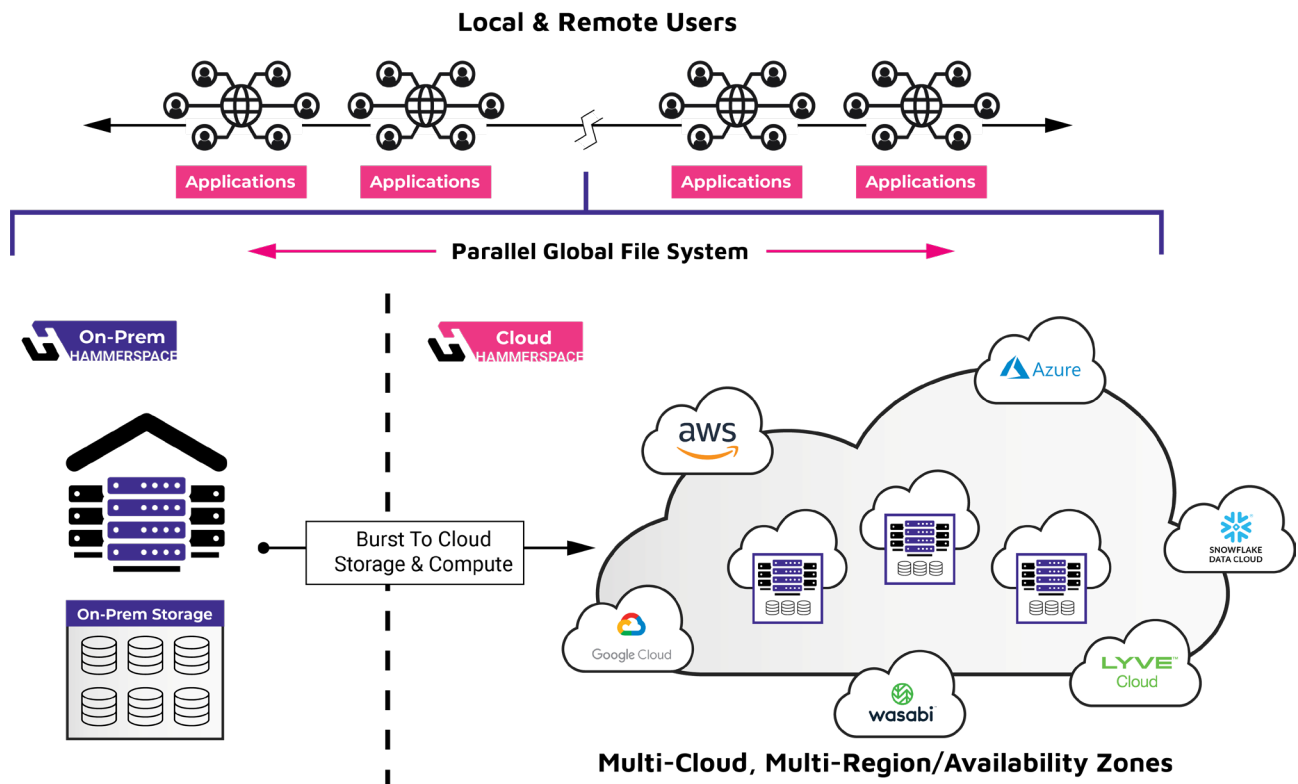 Local & Remote Users
Applications
Applications
Applications
Applications
Parallel Global File System
On-Prem
HAMMERSPACE
Cloud
HAMMERSPACE
Azure
aws
SNOWFLAKE
DATA CLOUD
Burst To Cloud
Storage & Compute
On-Prem Storage
Google Cloud
LYVE™
Cloud
wasabi
Multi-Cloud, Multi-Region/Availability Zones